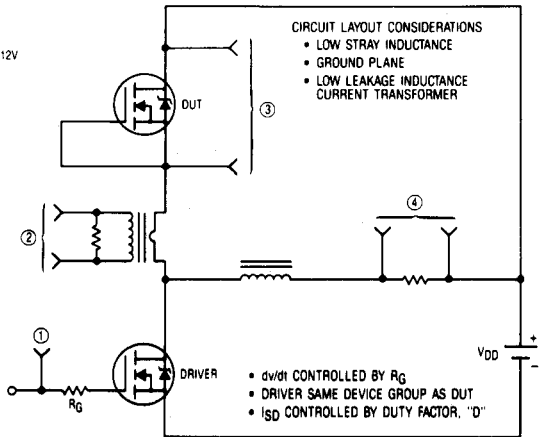 CIRCUIT LAYOUT CONSIDERATIONS
• LOW STRAY INDUCTANCE
• GROUND PLANE
• LOW LEAKAGE INDUCTANCE
CURRENT TRANSFORMER
12V
DUT
③
②
④
①
RG
DRIVER
VDD
+
-
• dv/dt CONTROLLED BY RG
• DRIVER SAME DEVICE GROUP AS DUT
• ISD CONTROLLED BY DUTY FACTOR, "D"